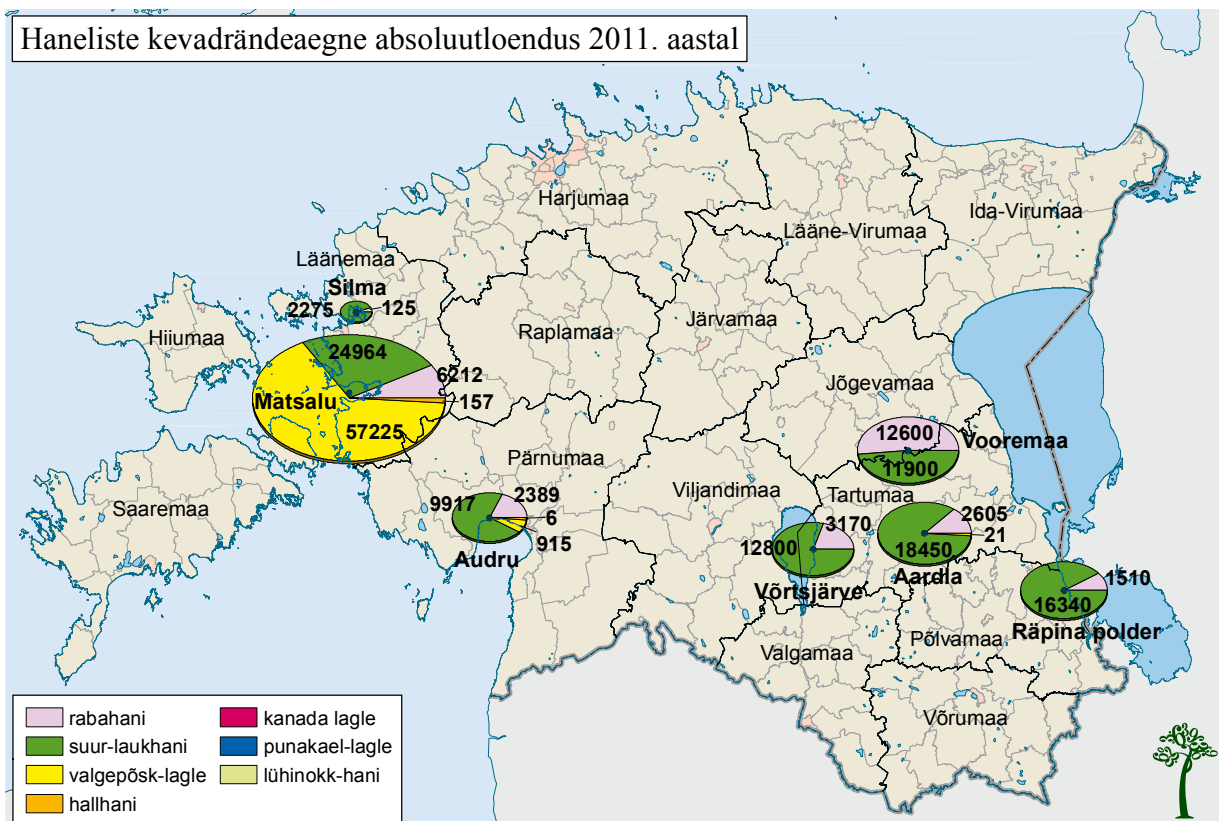 Haneliste kevadrändeaegne absoluutloendus 2011. aastal
Harjumaa
Ida-Virumaa
Lääne-Virumaa
Läänemaa
Silma
2275
125
Hiiumaa
Raplamaa
Järvamaa
24964
6212
157
Matsalu
57225
Jõgevamaa
12600
Vooremaa
11900
Pärnumaa
Viljandimaa
Tartumaa
Saaremaa
9917
2389
6
915
Audru
3170
12800
Võrtsjärve
2605
21
18450
Aardla
1510
16340
Räpina polder
Põlvamaa
Valgamaa
Võrumaa
rabahani
suur-laukhani
valgepõsk-lagle
hallhani
kanada lagle
punakael-lagle
lühinokk-hani